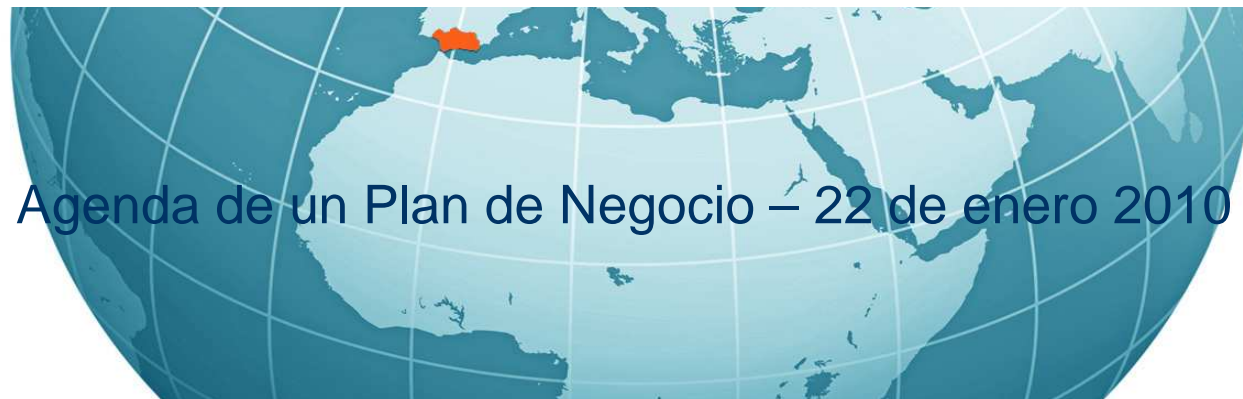 Agenda de un Plan de Negocio – 22 de enero 2010